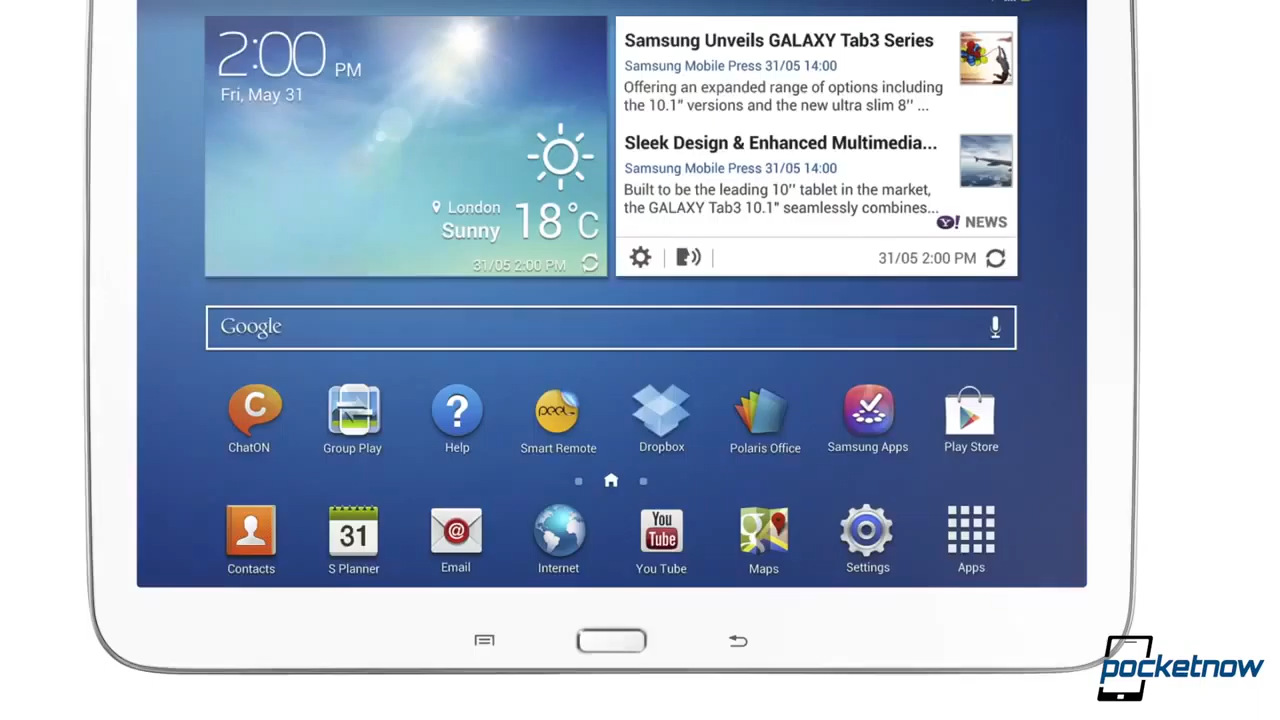 2:00 PM
Fri, May 31
London
Sunny
18°C
31/05 2:00 PM
Samsung Unveils GALAXY Tab3 Series
Samsung Mobile Press 31/05 14:00
Offering an expanded range of options including
the 10.1" versions and the new ultra slim 8'' ...
Sleek Design & Enhanced Multimedia...
Samsung Mobile Press 31/05 14:00
Built to be the leading 10'' tablet in the market,
the GALAXY Tab3 10.1" seamlessly combines...
Y! NEWS
31/05 2:00 PM
Google
C
?
peel
ChatON
Group Play
Help
Smart Remote
Dropbox
Polaris Office
Samsung Apps
Play Store
31
@
You
Tube
g
Contacts
S Planner
Email
Internet
You Tube
Maps
Settings
Apps
pocketnow